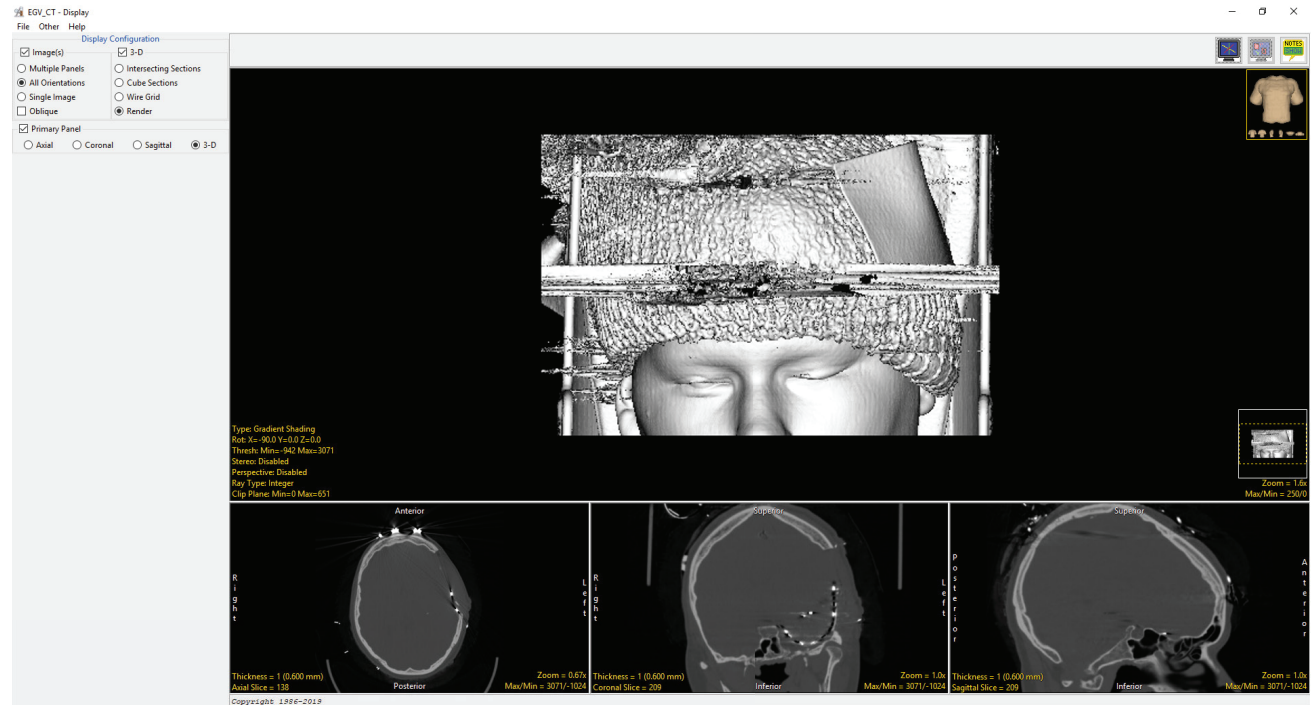 EGV_CT - Display
File Other Help
Display Configuration
Image(s)
3-D
Multiple Panels
Intersecting Sections
All Orientations
Cube Sections
Single Image
Wire Grid
Oblique
Render
Primary Panel
Axial
Coronal
Sagittal
3-D
NOTES
SHOW
Type: Gradient Shading
Rot: X=-90.0 Y=0.0 Z=0.0
Thresh: Min=-942 Max=3071
Stereo: Disabled
Perspective: Disabled
Ray Type: Integer
Clip Plane: Min=0 Max=651
Zoom = 1.6x
Max/Min = 250/0
Anterior
Right
Left
Thickness = 1 (0.600 mm)
Axial Slice = 138
Posterior
Zoom = 0.67x
Max/Min = 3071/-1024
Superior
Right
Left
Thickness = 1 (0.600 mm)
Coronal Slice = 209
Inferior
Zoom = 1.0x
Max/Min = 3071/-1024
Superior
Posterior
Anterior
Thickness = 1 (0.600 mm)
Sagittal Slice = 209
Inferior
Zoom = 1.0x
Max/Min = 3071/-1024
Copyright 1986-2019